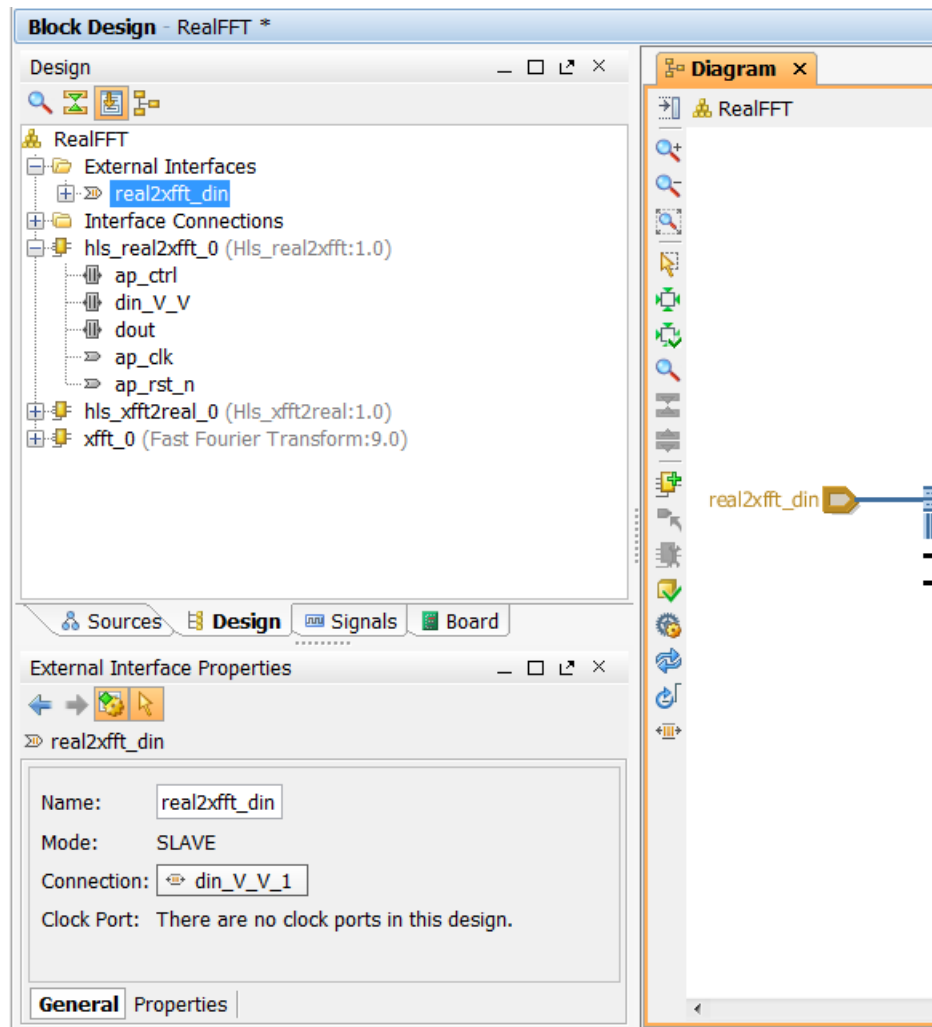 Block Design - RealFFT *
Design
RealFFT
External Interfaces
real2xfft_din
Interface Connections
hls_real2xfft_0 (Hls_real2xfft:1.0)
ap_ctrl
din_V_V
dout
ap_clk
ap_rst_n
hls_xfft2real_0 (Hls_xfft2real:1.0)
xfft_0 (Fast Fourier Transform:9.0)
Sources Design Signals Board
External Interface Properties
real2xfft_din
Name: real2xfft_din
Mode: SLAVE
Connection: din_V_V_1
Clock Port: There are no clock ports in this design.
General Properties
Diagram
RealFFT
real2xfft_din